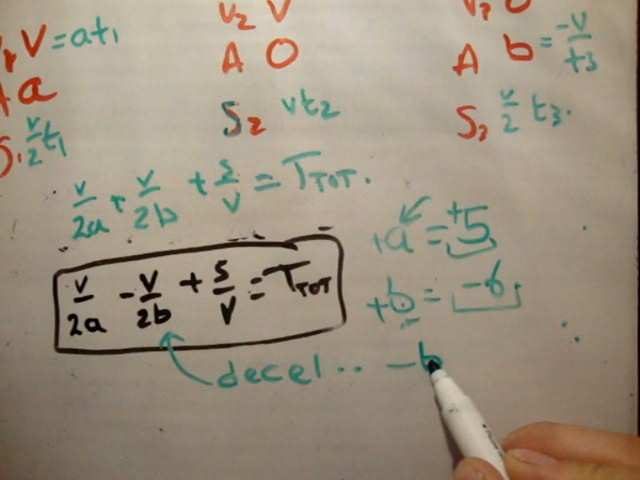 V₂ V
V = at₁
A O
A b = -v/t₃
a
S₂ vt₂
S₃ v/2 t₃.
S₁ v/2 t₁
v/2a + v/2b + s/v = T_TOT.
+a = +5
v/2a - v/2b + s/v = T_TOT
+b = -6
decel.. -b